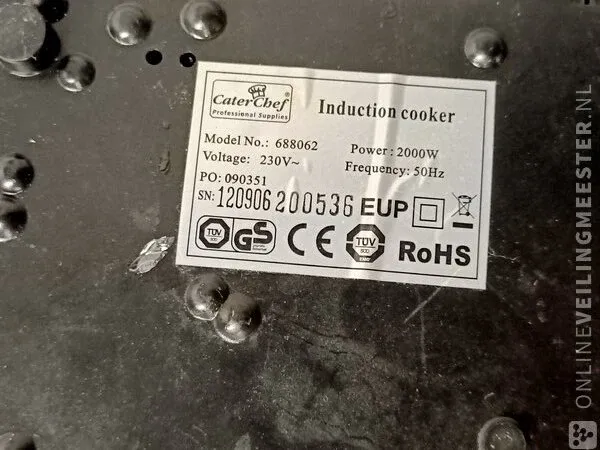 CaterChef®
Professional Supplies
Induction cooker
Model No.: 688062
Power: 2000W
Voltage: 230V~
Frequency: 50Hz
PO: 090351
SN: 120906 200536 EUP
TÜV
GS
CE
TÜV
RoHS
ONLINEVEILINGMEESTER.NL